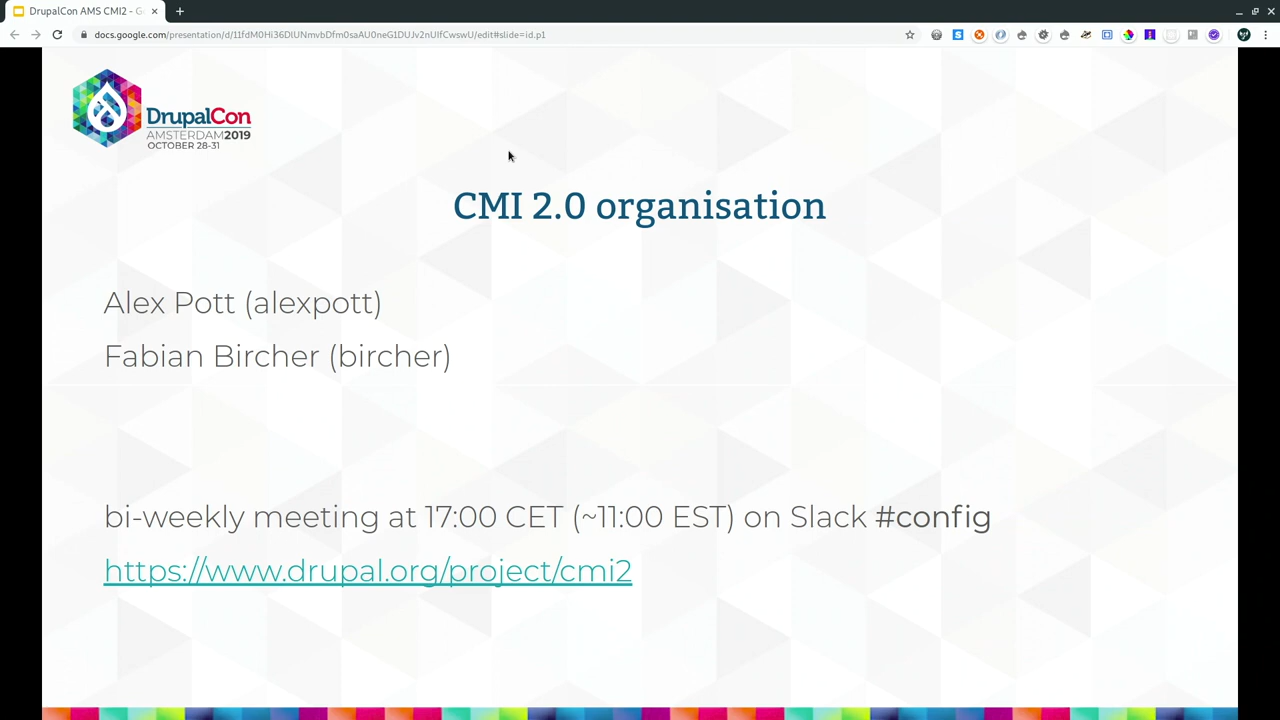 DrupalCon AMS CMI2 - G
docs.google.com/presentation/d/11fdM0Hi36DlUNmvbDfm0saAU0neG1DUJv2nUIfCwswU/edit#slide=id.p1
DrupalCon
AMSTERDAM2019
OCTOBER 28-31
CMI 2.0 organisation
Alex Pott (alexpott)
Fabian Bircher (bircher)
bi-weekly meeting at 17:00 CET (~11:00 EST) on Slack #config
https://www.drupal.org/project/cmi2